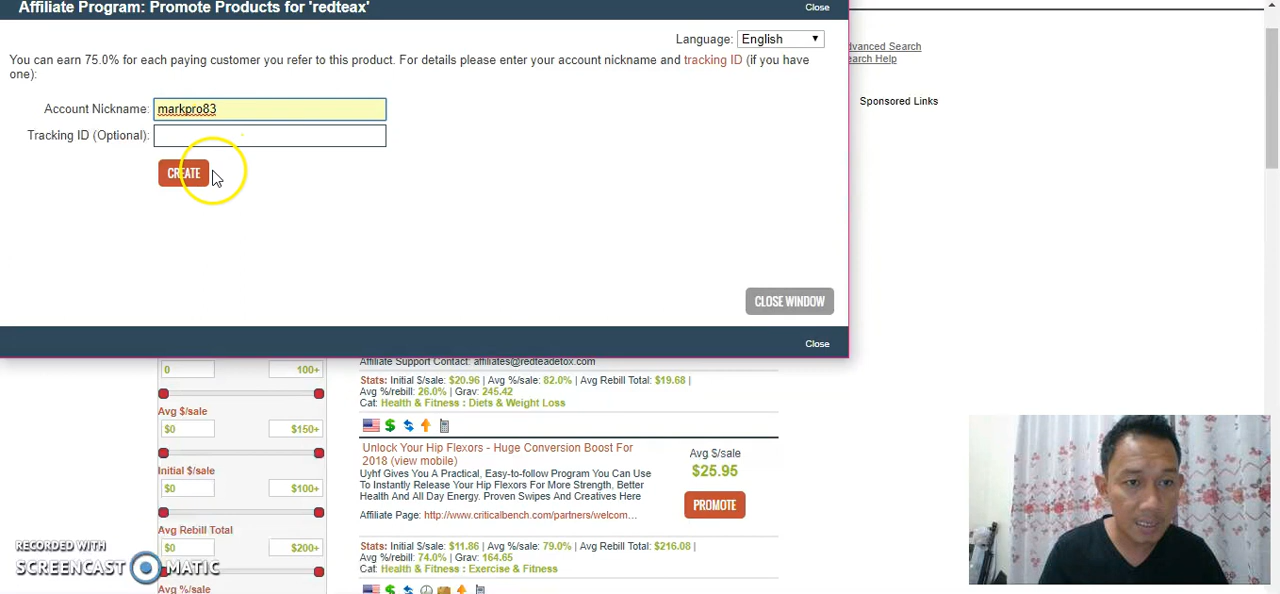 Affiliate Program: Promote Products for 'redteax'
Close
Language: English
You can earn 75.0% for each paying customer you refer to this product. For details please enter your account nickname and tracking ID (if you have
one):
Account Nickname: markpro83
Tracking ID (Optional):
CREATE
CLOSE WINDOW
Close
dvanced Search
earch Help
Sponsored Links
0 100+
Avg $/sale
$0 $150+
Initial $/sale
$0 $100+
Avg Rebill Total
$0 $200+
Avg %/sale
Affiliate Support Contact: affiliates@redteadetox.com
Stats: Initial $/sale: $20.96 | Avg %/sale: 82.0% | Avg Rebill Total: $19.68 |
Avg %/rebill: 26.0% | Grav: 245.42
Cat: Health & Fitness : Diets & Weight Loss
Unlock Your Hip Flexors - Huge Conversion Boost For
2018 (view mobile)
Uyhf Gives You A Practical, Easy-to-follow Program You Can Use
To Instantly Release Your Hip Flexors For More Strength, Better
Health And All Day Energy. Proven Swipes And Creatives Here
Affiliate Page: http://www.criticalbench.com/partners/welcom...
Avg $/sale
$25.95
PROMOTE
Stats: Initial $/sale: $11.86 | Avg %/sale: 79.0% | Avg Rebill Total: $216.08 |
Avg %/rebill: 74.0% | Grav: 164.65
Cat: Health & Fitness : Exercise & Fitness
RECORDED WITH
SCREENCAST MATIC